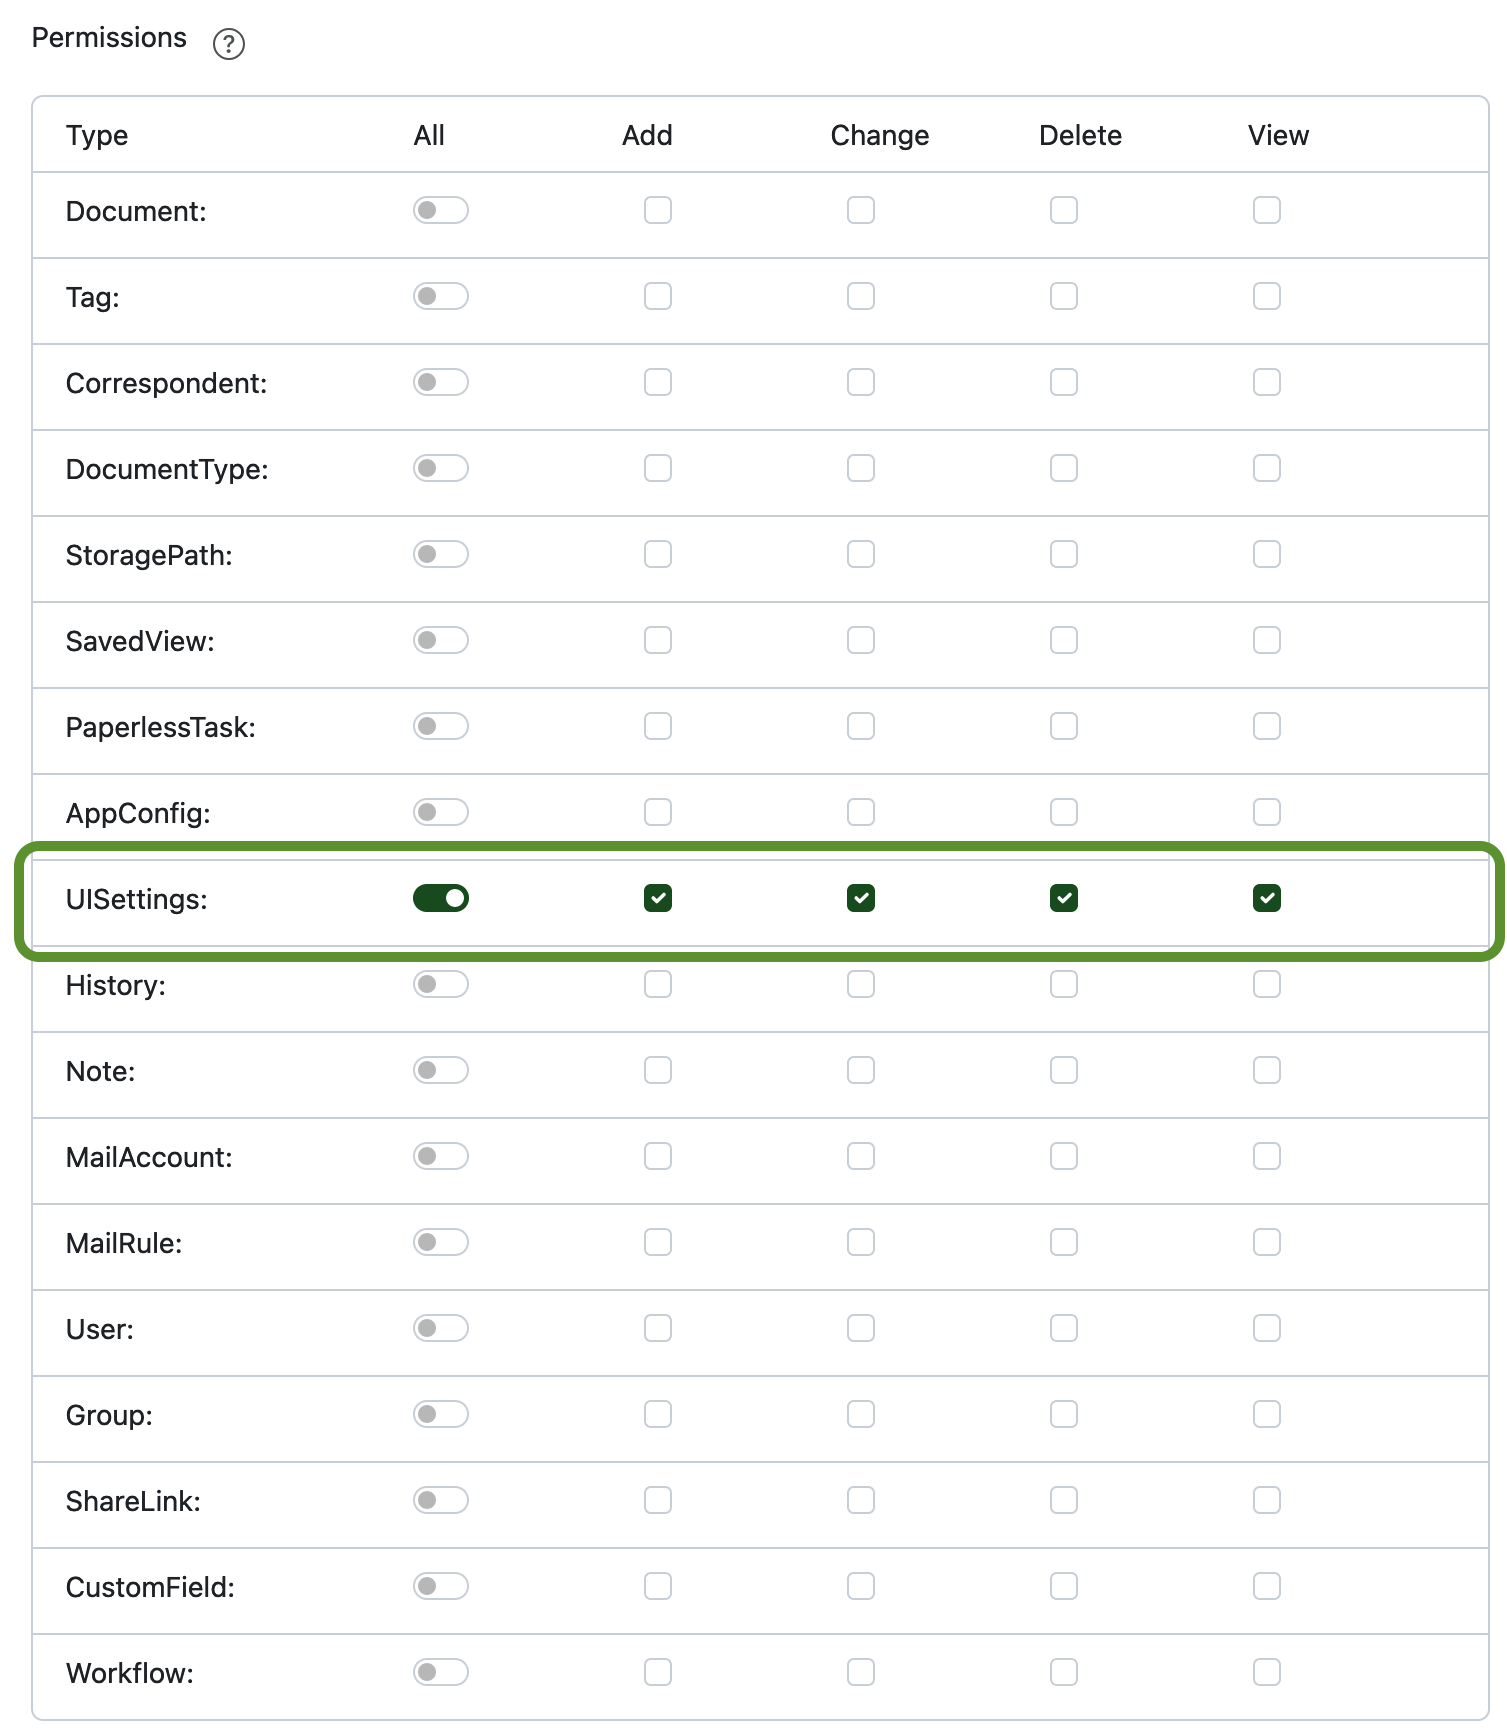 Permissions ?
Type All Add Change Delete View
Document:
Tag:
Correspondent:
DocumentType:
StoragePath:
SavedView:
PaperlessTask:
AppConfig:
UISettings:
History:
Note:
MailAccount:
MailRule:
User:
Group:
ShareLink:
CustomField:
Workflow: